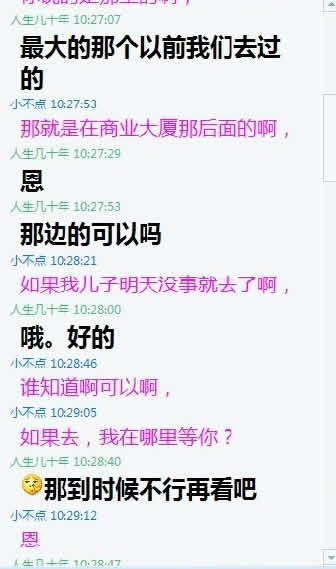 人生几十年 10:27:07
最大的那个以前我们去过
的
小不点 10:27:53
那就是在商业大厦那后面的啊，
人生几十年 10:27:29
恩
人生几十年 10:27:53
那边的可以吗
小不点 10:28:21
如果我儿子明天没事就去了啊，
人生几十年 10:28:00
哦。好的
小不点 10:28:46
谁知道啊可以啊，
小不点 10:29:05
如果去，我在哪里等你？
人生几十年 10:28:40
那到时候不行再看吧
小不点 10:29:12
恩
人生几十年 10:28:47